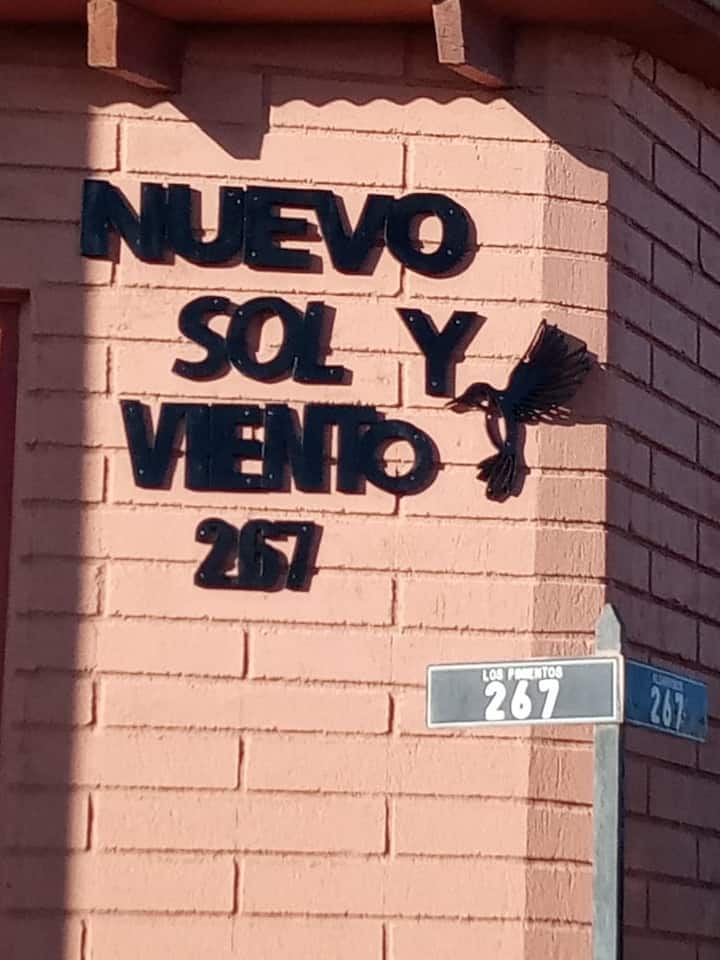 NUEVO
SOL Y
VIENTO
267
LOS PIMIENTOS
267
267